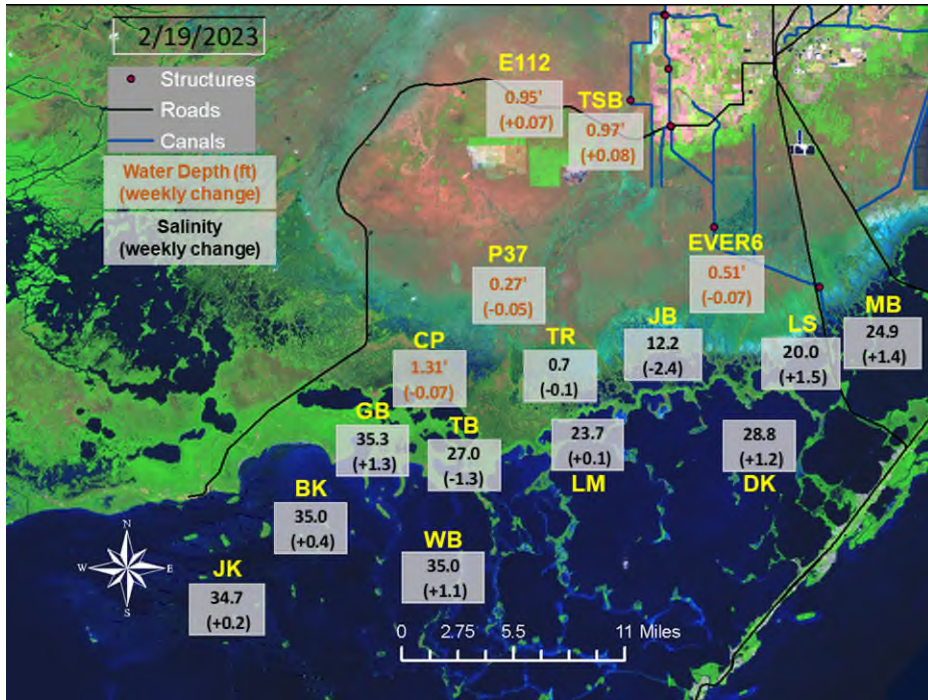 2/19/2023
Structures
Roads
Canals
Water Depth (ft)
(weekly change)
Salinity
(weekly change)
E112
0.95'
(+0.07)
TSB
0.97'
(+0.08)
P37
0.27'
(-0.05)
EVER6
0.51'
(-0.07)
CP
1.31'
(-0.07)
TR
0.7
(-0.1)
JB
12.2
(-2.4)
LS
20.0
(+1.5)
MB
24.9
(+1.4)
GB
35.3
(+1.3)
TB
27.0
(-1.3)
23.7
(+0.1)
LM
28.8
(+1.2)
DK
BK
35.0
(+0.4)
WB
35.0
(+1.1)
JK
34.7
(+0.2)
N
W E
S
0 2.75 5.5 11 Miles